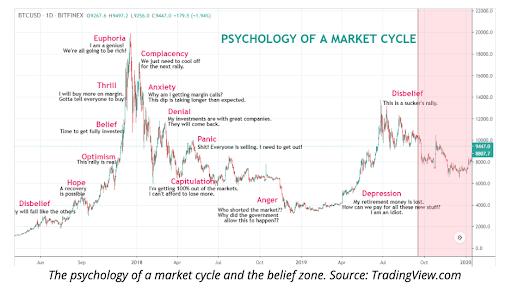 BTCUSD · 1D · BITFINEX O9267.6 H9497.2 L9256.0 C9447.0 +179.5 (+1.94%)
PSYCHOLOGY OF A MARKET CYCLE
Euphoria
I am a genius!
We're all going to be rich!
Complacency
We just need to cool off
for the next rally.
Thrill
I will buy more on margin.
Gotta tell everyone to buy!
Anxiety
Why am I getting margin calls?
This dip is taking longer than expected.
Denial
My investments are with great companies.
They will come back.
Belief
Time to get fully invested.
Panic
Shit! Everyone is selling. I need to get out!
Optimism
This rally is real!
Capitulation
I'm getting 100% out of the markets.
I can't afford to lose more.
Hope
A recovery
is possible
Disbelief
y will fall like the others
Anger
Who shorted the market??
Why did the government
allow this to happen??
Depression
My retirement money is lost.
How can we pay for all these new stuff?
I am an idiot.
Disbelief
This is a sucker's rally.
22000.0
20000.0
18000.0
16000.0
14000.0
12000.0
10000.0
9447.0
8000.0
6000.0
4000.0
2000.0
0.0
Jun Sep 2018 Apr Jul Oct 2019 Apr Jun Aug Oct 2020
The psychology of a market cycle and the belief zone. Source: TradingView.com